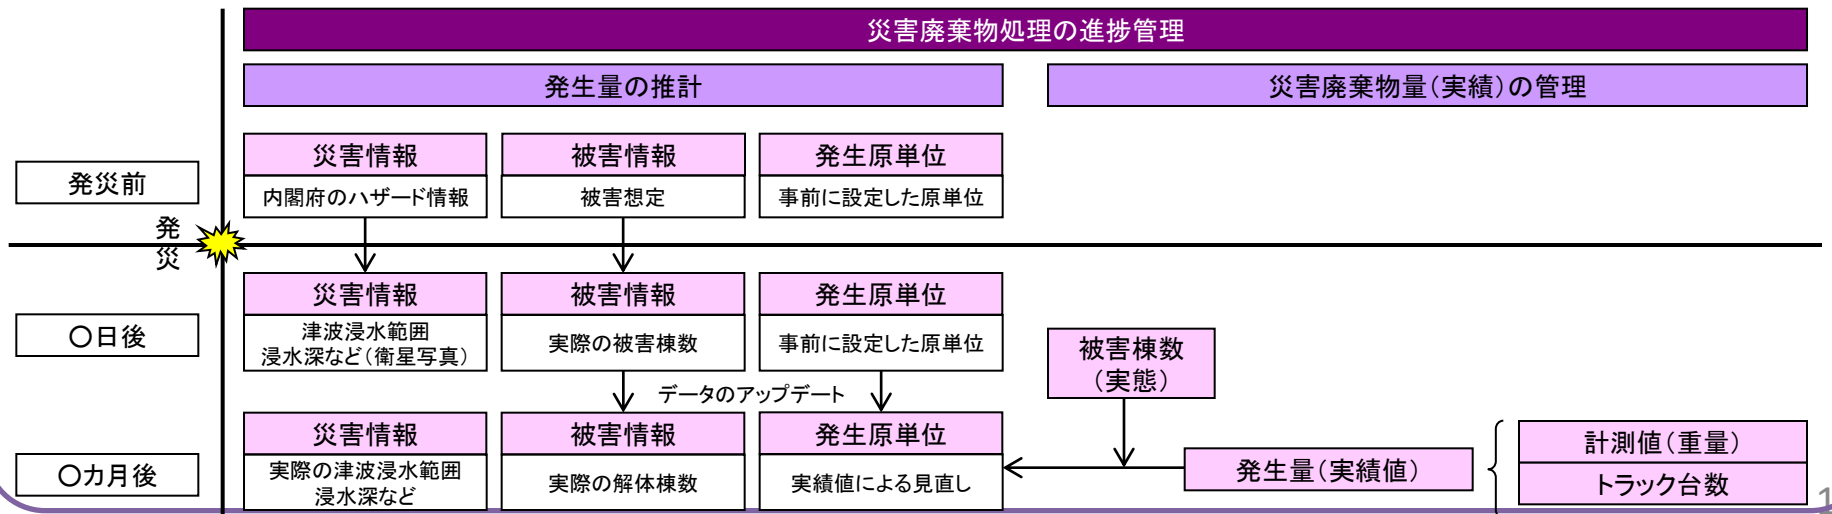 災害廃棄物処理の進捗管理
発生量の推計
災害廃棄物量(実績)の管理
発災前
災害情報
内閣府のハザード情報
被害情報
被害想定
発生原単位
事前に設定した原単位
発
災
〇日後
災害情報
津波浸水範囲
浸水深など(衛星写真)
被害情報
実際の被害棟数
発生原単位
事前に設定した原単位
被害棟数
(実態)
データのアップデート
〇カ月後
災害情報
実際の津波浸水範囲
浸水深など
被害情報
実際の解体棟数
発生原単位
実績値による見直し
発生量(実績値)
計測値(重量)
トラック台数